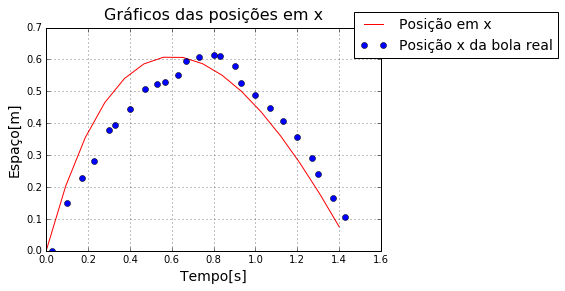 Gráficos das posições em x
Posição em x
Posição x da bola real
Espaço[m]
0.7
0.6
0.5
0.4
0.3
0.2
0.1
0.0
0.0 0.2 0.4 0.6 0.8 1.0 1.2 1.4 1.6
Tempo[s]